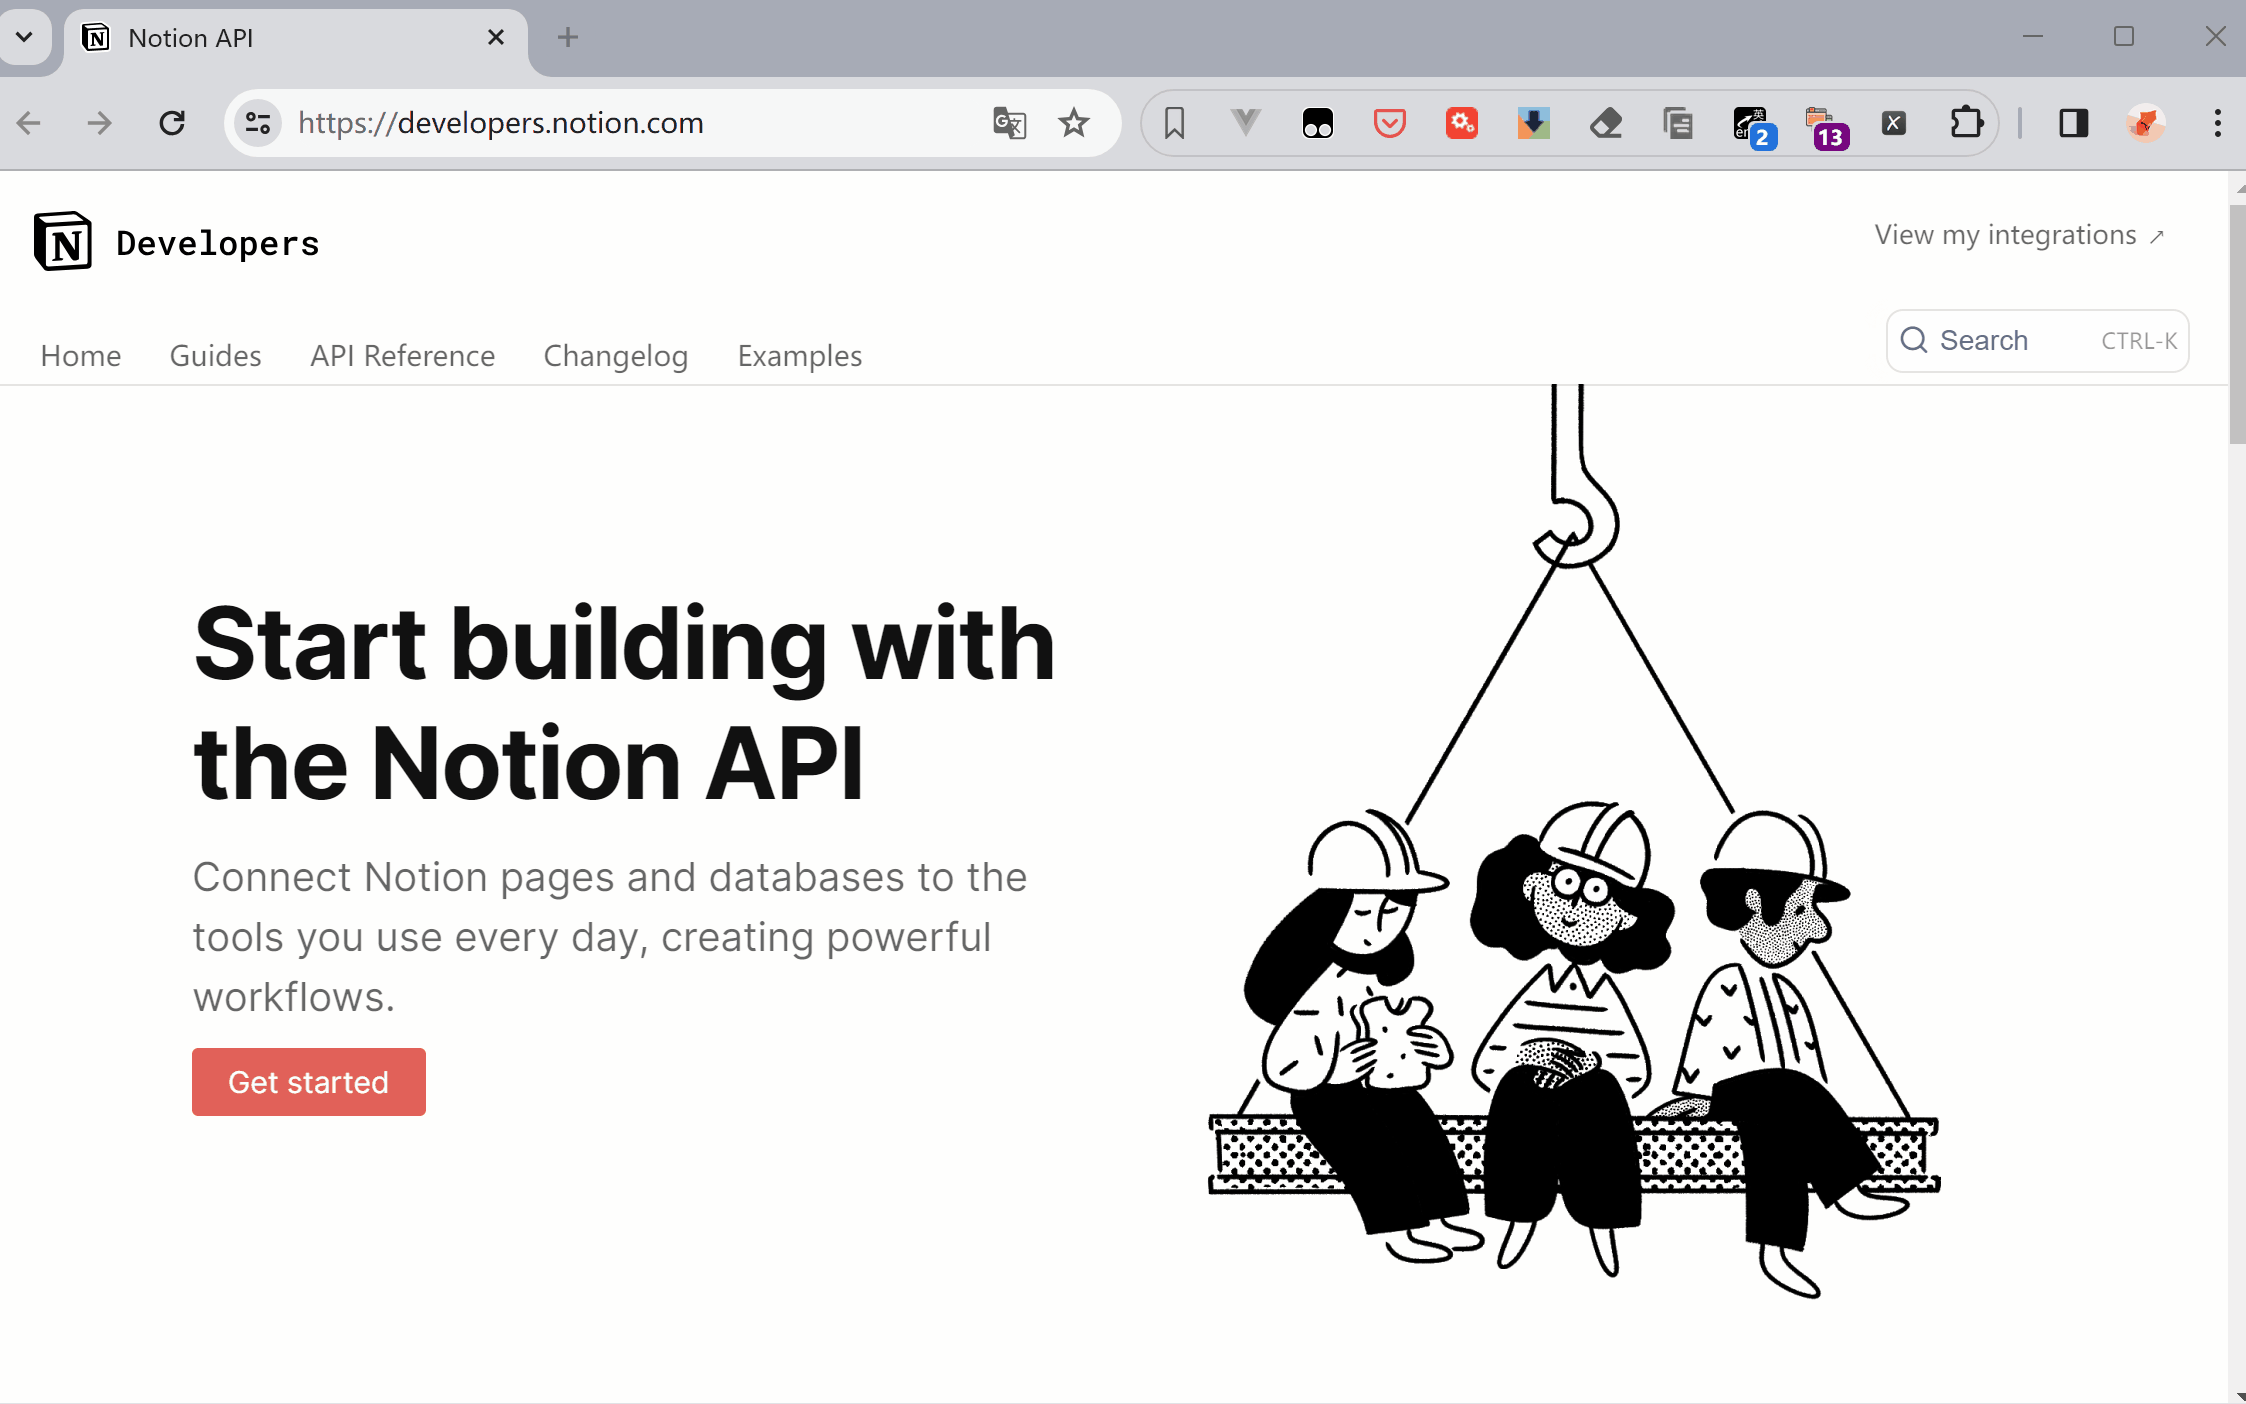 Notion API
https://developers.notion.com
英
en
2
13
X
N Developers
View my integrations ↗
Home Guides API Reference Changelog Examples
Search CTRL-K
Start building with
the Notion API
Connect Notion pages and databases to the
tools you use every day, creating powerful
workflows.
Get started